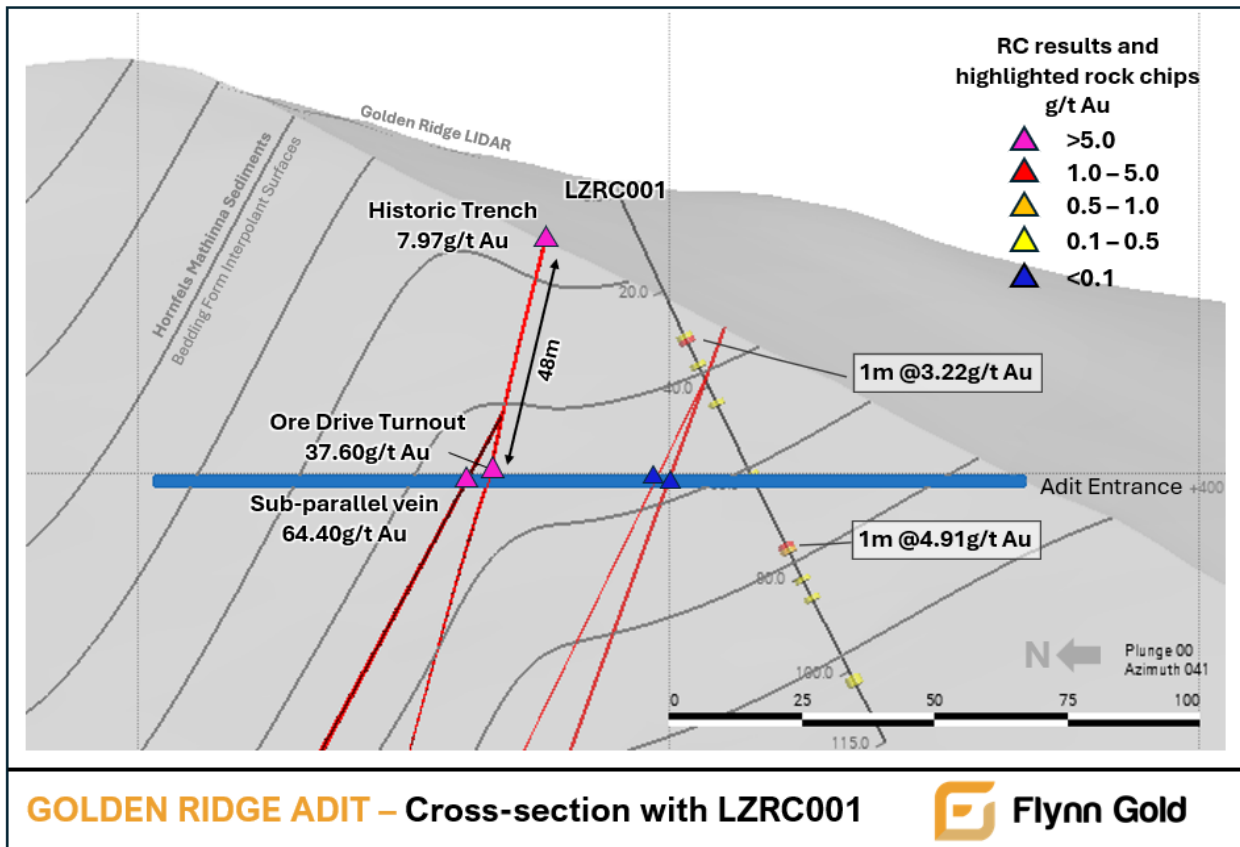 RC results and
highlighted rock chips
g/t Au
>5.0
1.0 – 5.0
0.5 – 1.0
0.1 – 0.5
<0.1
Golden Ridge LIDAR
Hornfels Mathinna Sediments
Bedding Form Interpolant Surfaces
LZRC001
Historic Trench
7.97g/t Au
20.0
48m
1m @3.22g/t Au
Ore Drive Turnout
37.60g/t Au
Sub-parallel vein
64.40g/t Au
Adit Entrance
+400
1m @4.91g/t Au
80.0
100.0
115.0
N
Plunge 00
Azimuth 041
0 25 50 75 100
GOLDEN RIDGE ADIT – Cross-section with LZRC001
Flynn Gold